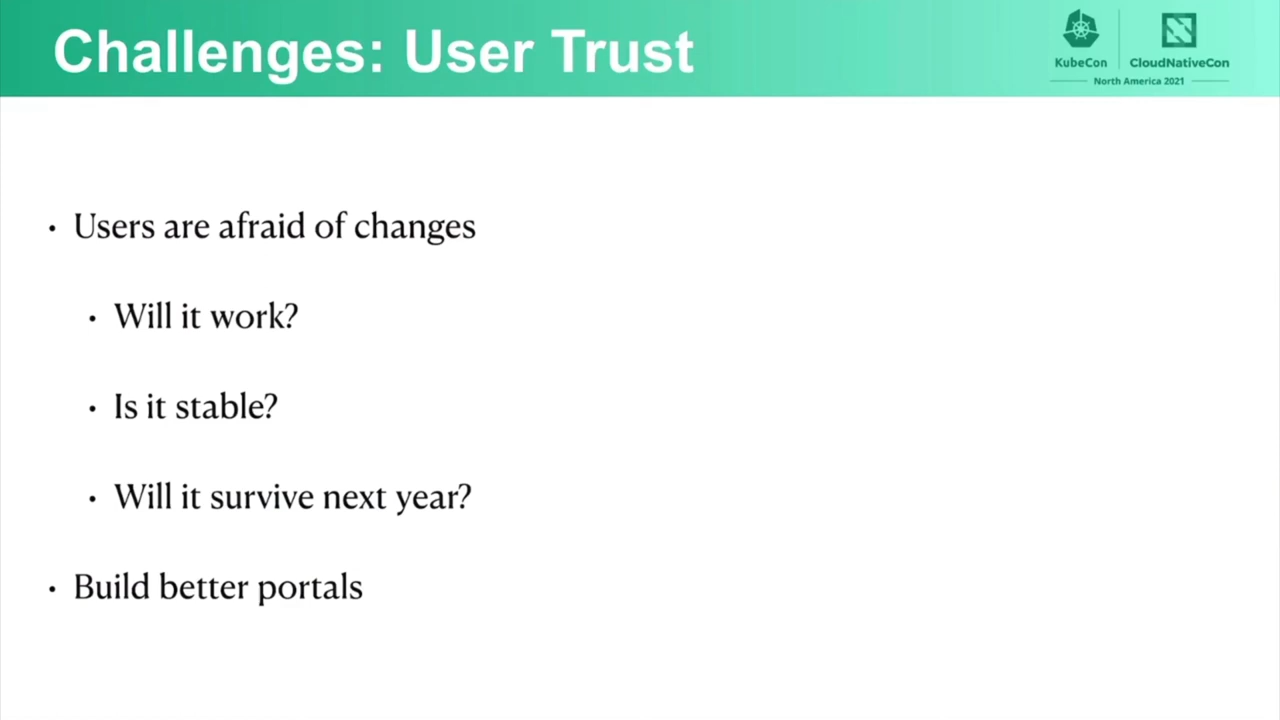 Challenges: User Trust
KubeCon
CloudNativeCon
North America 2021
• Users are afraid of changes
• Will it work?
• Is it stable?
• Will it survive next year?
• Build better portals